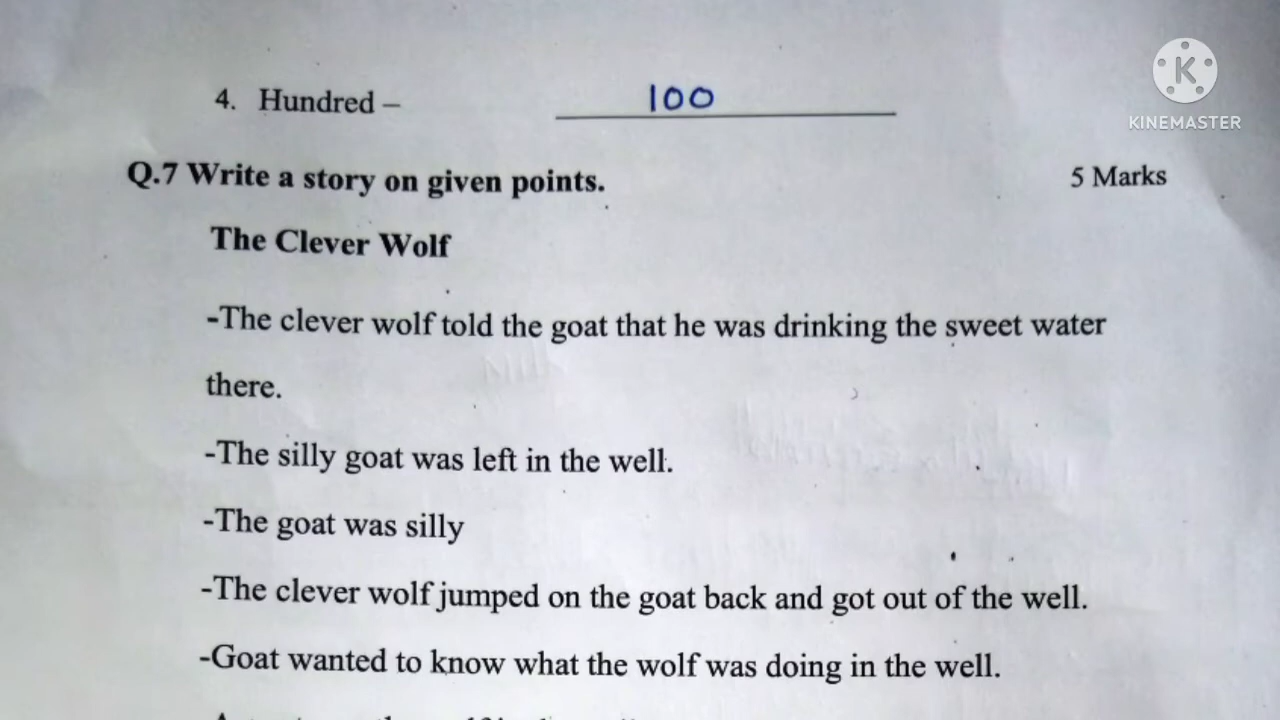 4. Hundred – 100
KINEMASTER
Q.7 Write a story on given points. 5 Marks
The Clever Wolf
-The clever wolf told the goat that he was drinking the sweet water
there.
-The silly goat was left in the well.
-The goat was silly
-The clever wolf jumped on the goat back and got out of the well.
-Goat wanted to know what the wolf was doing in the well.